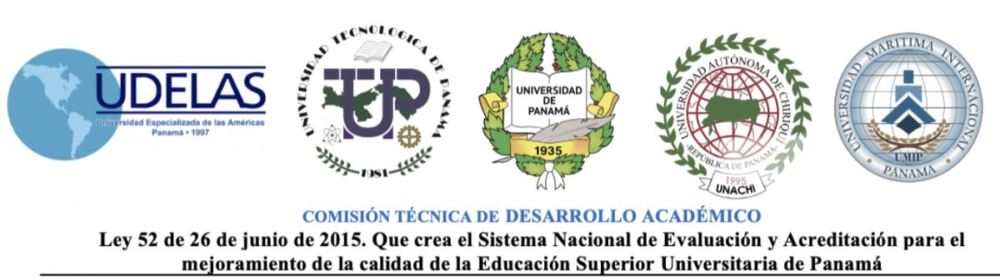 UDELAS
Universidad Especializada de las Américas
Panamá • 1997
UNIVERSIDAD TECNOLOGICA DE PANAMA
UTP
1981
UNIVERSIDAD
DE
PANAMÁ
1935
UNIVERSIDAD AUTÓNOMA DE CHIRIQUÍ
-REPÚBLICA DE PANAMÁ-
1995
UNACHI
UNIVERSIDAD MARITIMA INTERNACIONAL
UMIP
• PANAMÁ •
COMISIÓN TÉCNICA DE DESARROLLO ACADÉMICO
Ley 52 de 26 de junio de 2015. Que crea el Sistema Nacional de Evaluación y Acreditación para el
mejoramiento de la calidad de la Educación Superior Universitaria de Panamá